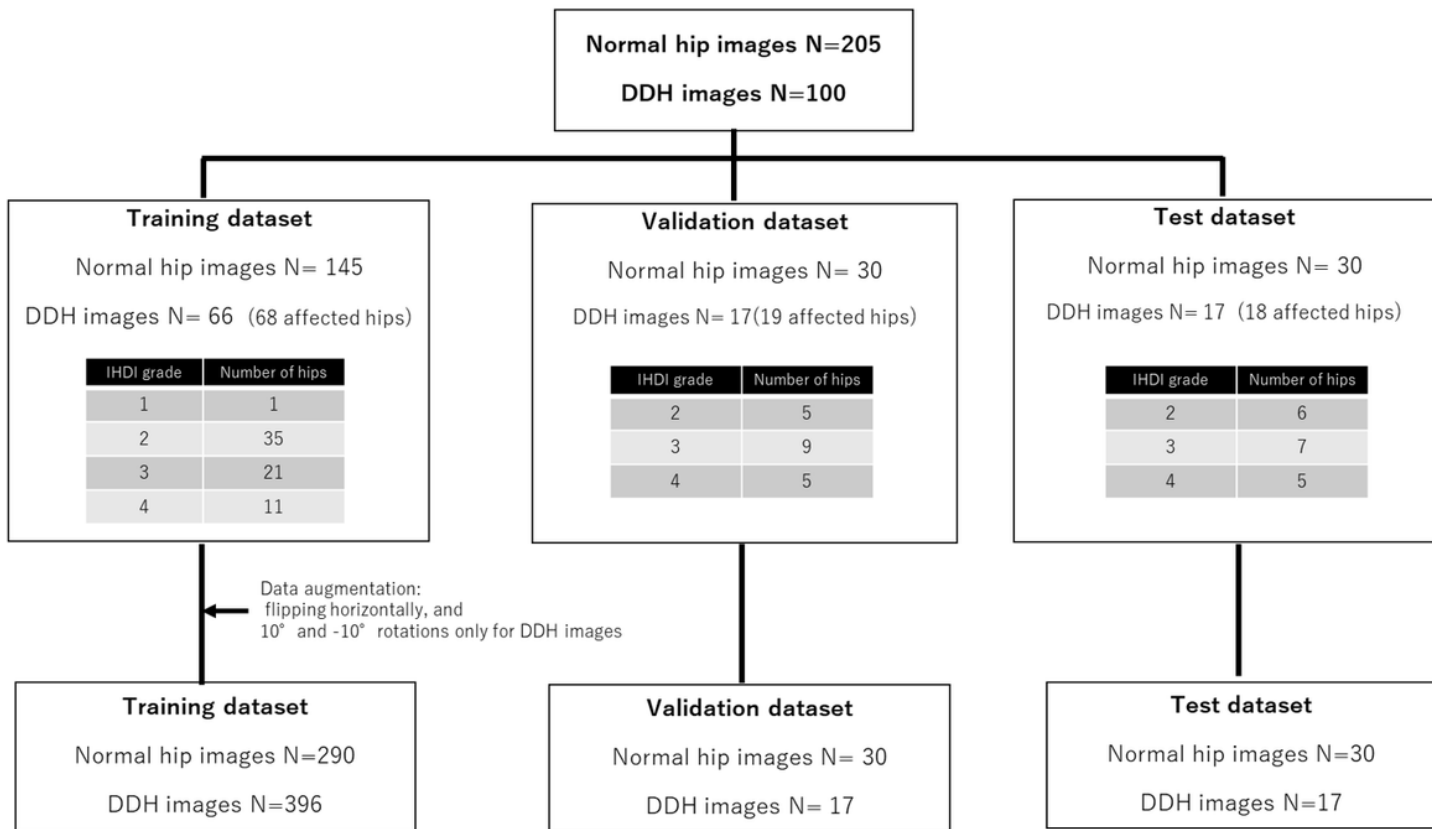 Normal hip images N=205
DDH images N=100
Training dataset
Normal hip images N= 145
DDH images N= 66 (68 affected hips)
IHDI grade Number of hips
1 1
2 35
3 21
4 11
Validation dataset
Normal hip images N= 30
DDH images N= 17(19 affected hips)
IHDI grade Number of hips
2 5
3 9
4 5
Test dataset
Normal hip images N= 30
DDH images N= 17 (18 affected hips)
IHDI grade Number of hips
2 6
3 7
4 5
Data augmentation:
flipping horizontally, and
10° and -10° rotations only for DDH images
Training dataset
Normal hip images N=290
DDH images N=396
Validation dataset
Normal hip images N= 30
DDH images N= 17
Test dataset
Normal hip images N=30
DDH images N=17